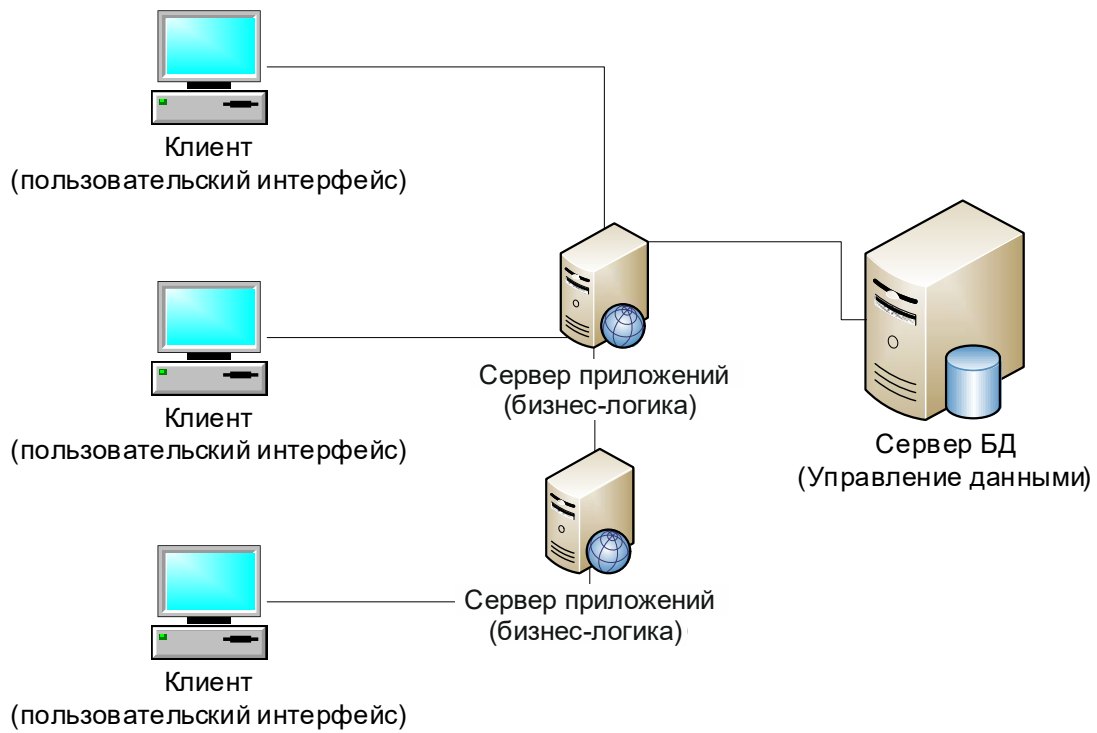 Клиент
(пользовательский интерфейс)
Клиент
(пользовательский интерфейс)
Сервер приложений
(бизнес-логика)
Сервер БД
(Управление данными)
Сервер приложений
(бизнес-логика)
Клиент
(пользовательский интерфейс)